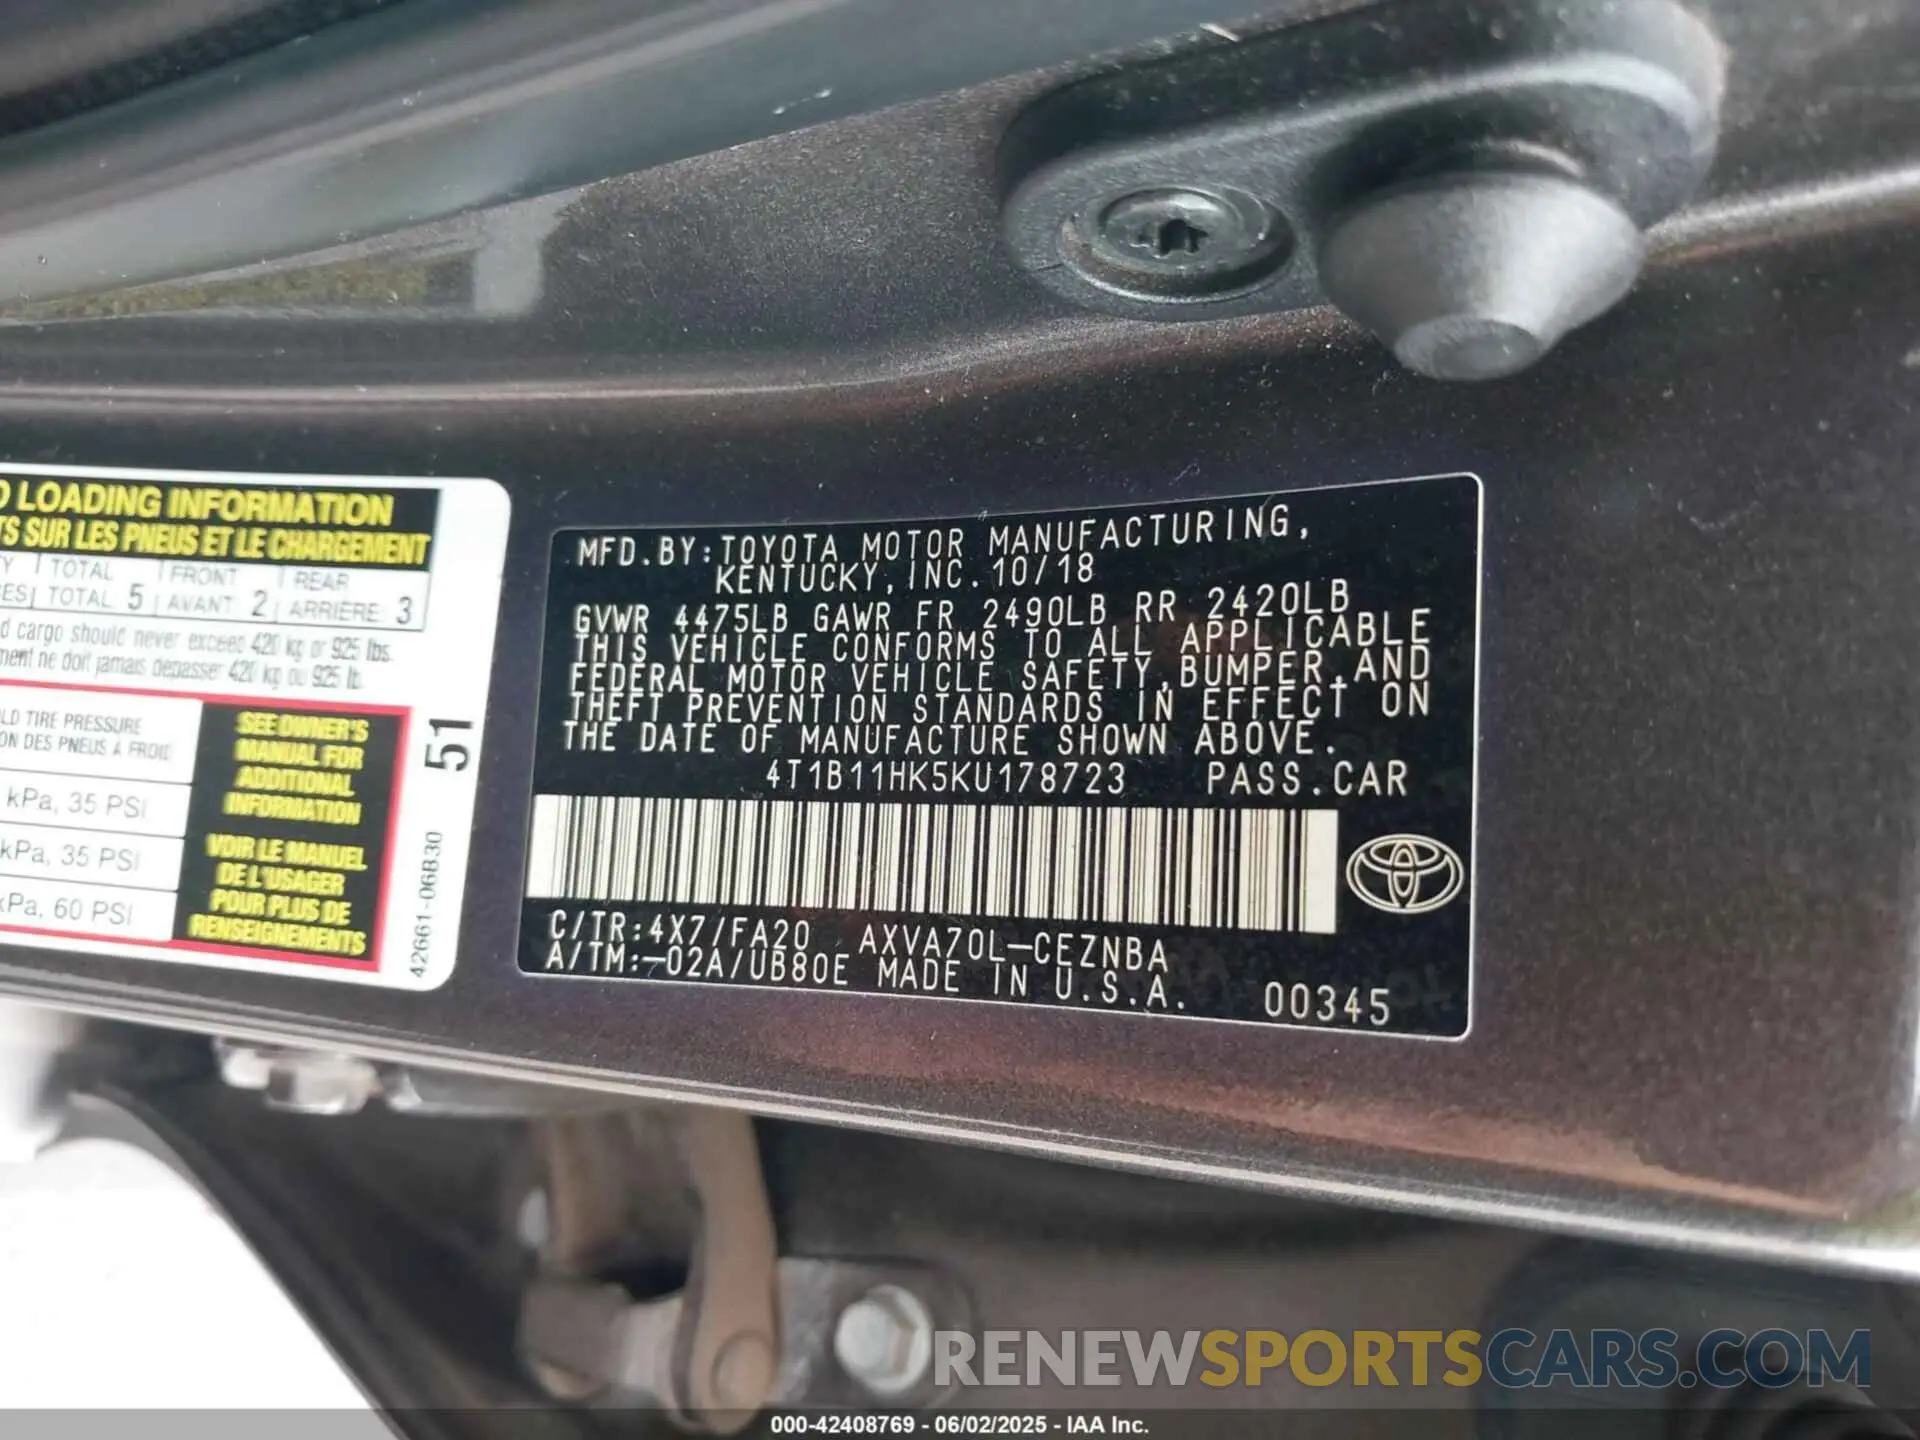 LOADING INFORMATION
SUR LES PNEUS ET LE CHARGEMENT
TOTAL FRONT REAR
TOTAL 5 AVANT 2 ARRIÈRE 3
cargo should never exceed 420 kg or 925 lbs.
ne doit jamais dépasser 420 kg ou 925 lb.
TIRE PRESSURE
DES PNEUS À FROID
kPa, 35 PSI
kPa, 35 PSI
kPa, 60 PSI
SEE OWNER'S
MANUAL FOR
ADDITIONAL
INFORMATION
VOIR LE MANUEL
DE L'USAGER
POUR PLUS DE
RENSEIGNEMENTS
51
42661-06B30
MFD.BY:TOYOTA MOTOR MANUFACTURING,
KENTUCKY,INC.10/18
GVWR 4475LB GAWR FR 2490LB RR 2420LB
THIS VEHICLE CONFORMS TO ALL APPLICABLE
FEDERAL MOTOR VEHICLE SAFETY,BUMPER,AND
THEFT PREVENTION STANDARDS IN EFFECT ON
THE DATE OF MANUFACTURE SHOWN ABOVE.
4T1B11HK5KU178723 PASS.CAR
C/TR:4X7/FA20 AXVA70L-CEZNBA
A/TM:-02A/UB80E MADE IN U.S.A. 00345
RENEWSPORTSCARS.COM
000-42408769 - 06/02/2025 - IAA Inc.